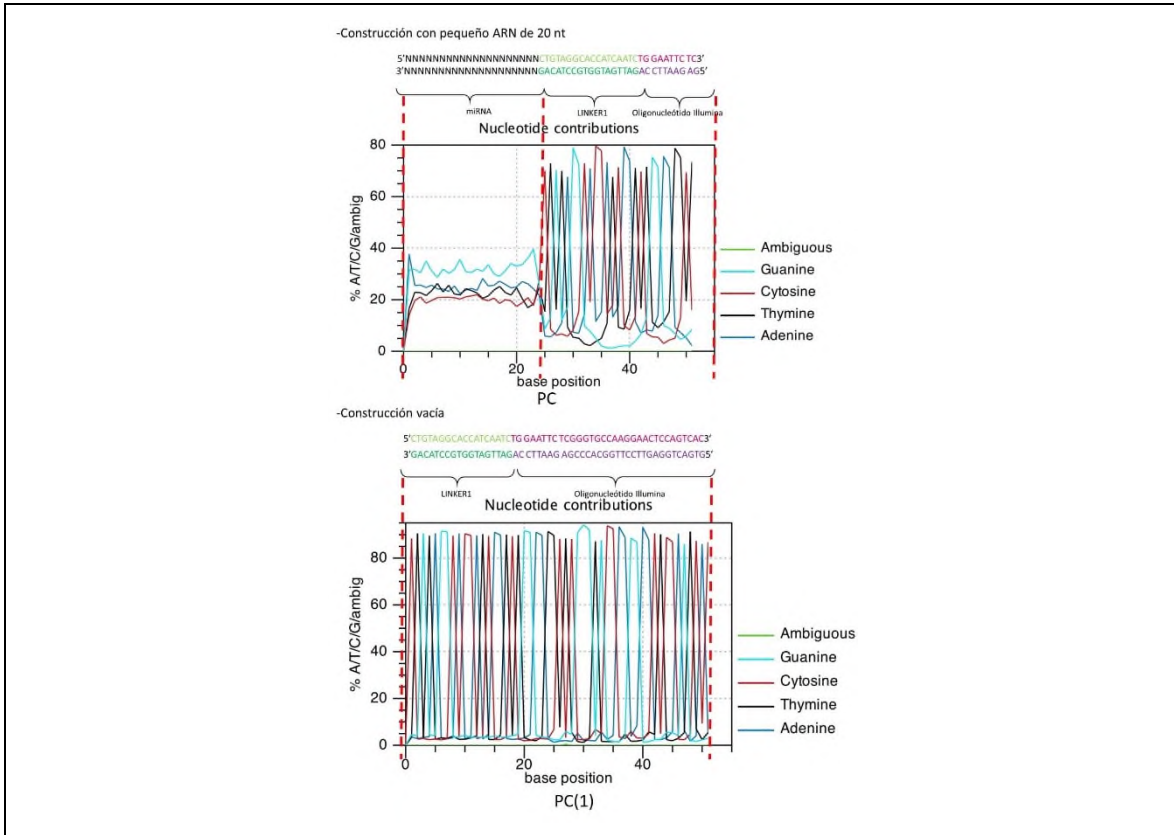 -Construcción con pequeño ARN de 20 nt
5'NNNNNNNNNNNNNNNNNNNNCTGTAGGCACCATCAATCTGGAATTCTC3'
3'NNNNNNNNNNNNNNNNNNNNGACATCCGTGGTAGTTAGACCTTAAGAG5'
miRNA
LINKER1
Oligonucleótido Illumina
Nucleotide contributions
80
60
40
20
0
% A/T/C/G/ambig
0 20 40
base position
Ambiguous
Guanine
Cytosine
Thymine
Adenine
PC
-Construcción vacía
5'CTGTAGGCACCATCAATCTGGAATTCTCGGGTGCCAAGGAACTCCAGTCAC3'
3'GACATCCGTGGTAGTTAGACCTTAAGAGCCCACGGTTCCTTGAGGTCAGTG5'
LINKER1
Oligonucleótido Illumina
Nucleotide contributions
80
60
40
20
0
% A/T/C/G/ambig
0 20 40
base position
Ambiguous
Guanine
Cytosine
Thymine
Adenine
PC(1)